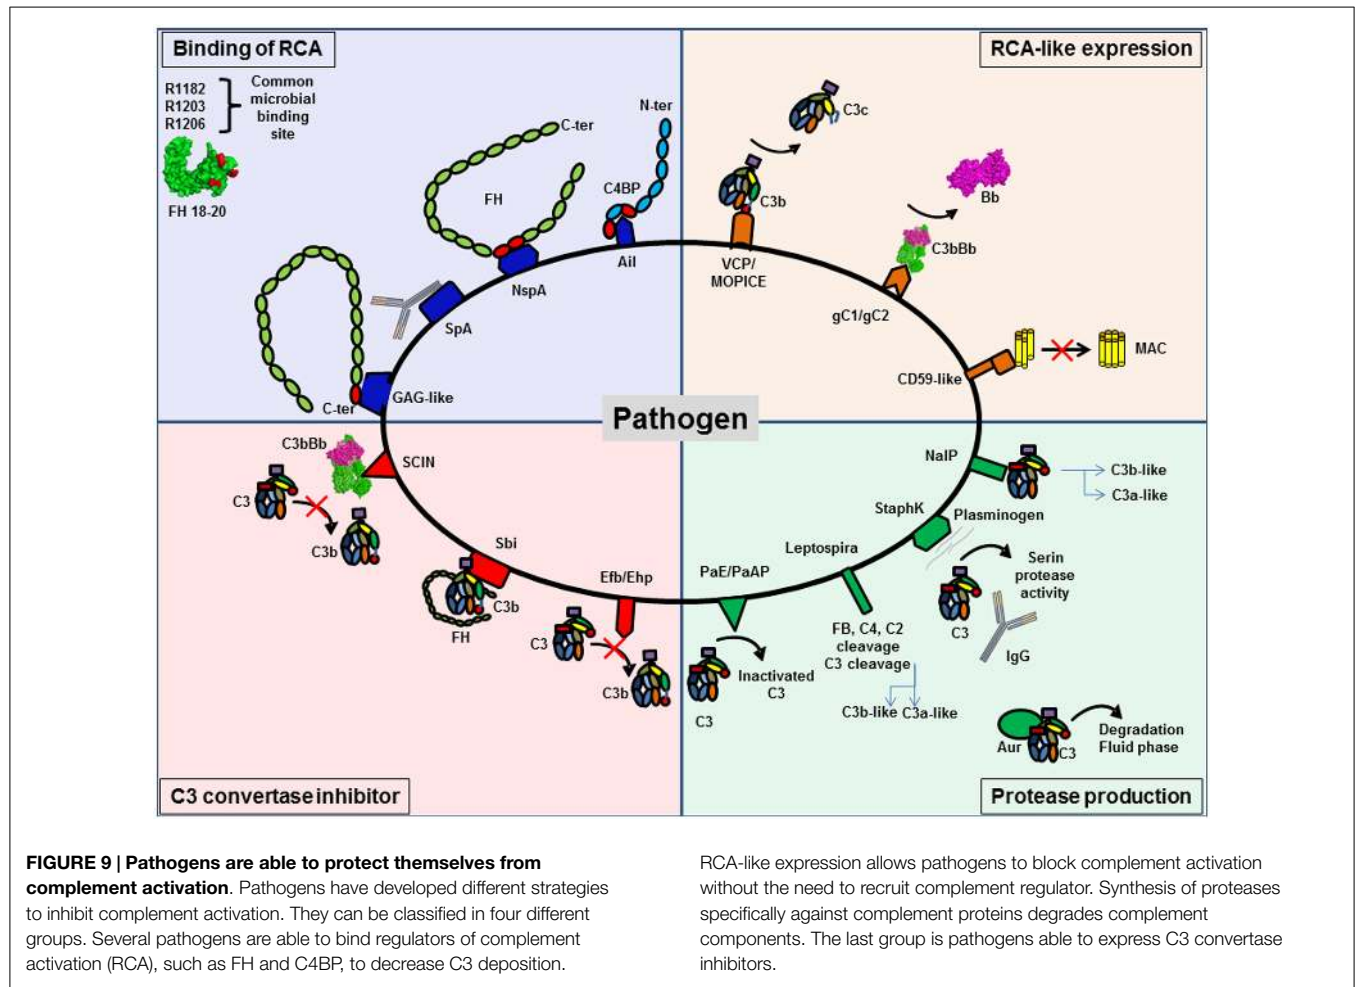 Binding of RCA
R1182
R1203
R1206
Common
microbial
binding
site
FH 18-20
C-ter
FH
N-ter
C4BP
Ail
NspA
SpA
GAG-like
C-ter
RCA-like expression
C3c
C3b
VCP/
MOPICE
Bb
C3bBb
gC1/gC2
CD59-like
MAC
Pathogen
C3bBb
SCIN
C3
C3b
Sbi
C3b
FH
Efb/Ehp
C3
C3b
C3 convertase inhibitor
NalP
C3b-like
C3a-like
StaphK
Plasminogen
Serin
protease
activity
C3
IgG
Leptospira
FB, C4, C2
cleavage
C3 cleavage
C3b-like C3a-like
PaE/PaAP
Inactivated
C3
C3
Aur
C3
Degradation
Fluid phase
Protease production
FIGURE 9 | Pathogens are able to protect themselves from
complement activation. Pathogens have developed different strategies
to inhibit complement activation. They can be classified in four different
groups. Several pathogens are able to bind regulators of complement
activation (RCA), such as FH and C4BP, to decrease C3 deposition.
RCA-like expression allows pathogens to block complement activation
without the need to recruit complement regulator. Synthesis of proteases
specifically against complement proteins degrades complement
components. The last group is pathogens able to express C3 convertase
inhibitors.